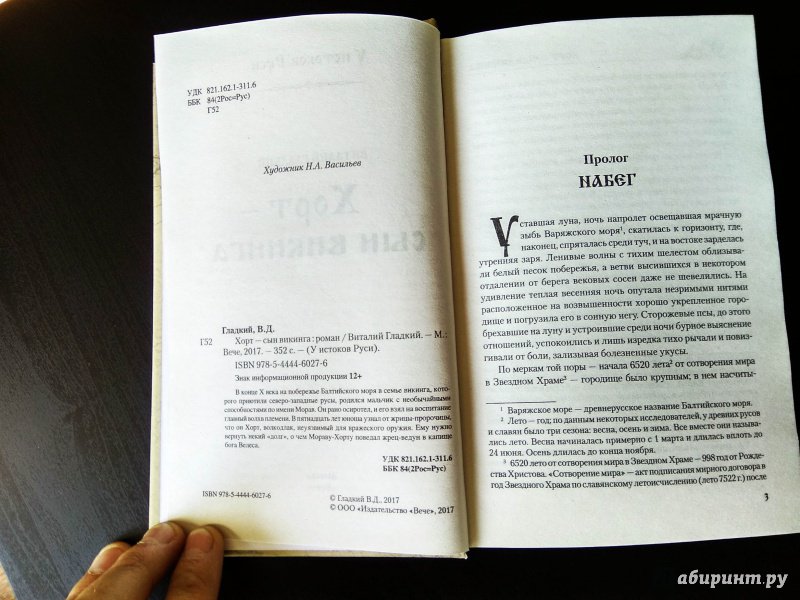 УДК 821.162.1-311.6
ББК 84(2Рос=Рус)
Г52
Художник Н.А. Васильев
Гладкий, В.Д.
Г52 Хорт — сын викинга : роман / Виталий Гладкий. — М.:
Вече, 2017. — 352 с. — (У истоков Руси).
ISBN 978-5-4444-6027-6
Знак информационной продукции 12+
В конце X века на побережье Балтийского моря в семье викинга, кото-
рого приютили северо-западные руси, родился мальчик с необычайными
способностями по имени Морав. Он рано осиротел, и его взял на воспитание
главный волхв племени. В пятнадцать лет юноша узнал от жрицы-пророчицы,
что он Хорт, волкодлак, неуязвимый для вражеского оружия. Ему нужно
вернуть некий «долг», о чем Мораву-Хорту поведал жрец-ведун в капище
бога Велеса.
УДК 821.162.1-311.6
ББК 84(2Рос=Рус)
ISBN 978-5-4444-6027-6
© Гладкий В.Д., 2017
© ООО «Издательство «Вече», 2017
Пролог
НАБЕГ
Уставшая луна, ночь напролет освещавшая мрачную
зыбь Варяжского моря¹, скатилась к горизонту, где,
наконец, спряталась среди туч, и на востоке зарделась
утренняя заря. Ленивые волны с тихим шелестом облизыва-
ли белый песок побережья, а ветви высившихся в некотором
отдалении от берега вековых сосен даже не шевелились. На
удивление теплая весенняя ночь опутала незримыми нитями
расположенное на возвышенности хорошо укрепленное горо-
дище и погрузила его в сонную негу. Сторожевые псы, до этого
брехавшие на луну и устроившие среди ночи бурное выяснение
отношений, успокоились и лишь изредка тихо рычали и повиз-
гивали от боли, зализывая болезненные укусы.
По меркам той поры — начала 6520 лета² от сотворения мира
в Звездном Храме³ — городище было крупным; в нем насчиты-
¹ Варяжское море — древнерусское название Балтийского моря.
² Лето — год; по данным некоторых исследователей, у древних русов
и славян был три сезона: весна, осень и зима. Все вместе они называ-
лись лето. Весна начиналась примерно с 1 марта и длилась вплоть до
24 июня. Осень длилась до конца ноября.
³ 6520 лето от сотворения мира в Звездном Храме — 998 год от Рожде-
ства Христова. «Сотворение мира» — акт подписания мирного договора в
год Звездного Храма по славянскому летоисчислению (лето 7522 г.) после
3
абиринт.ру